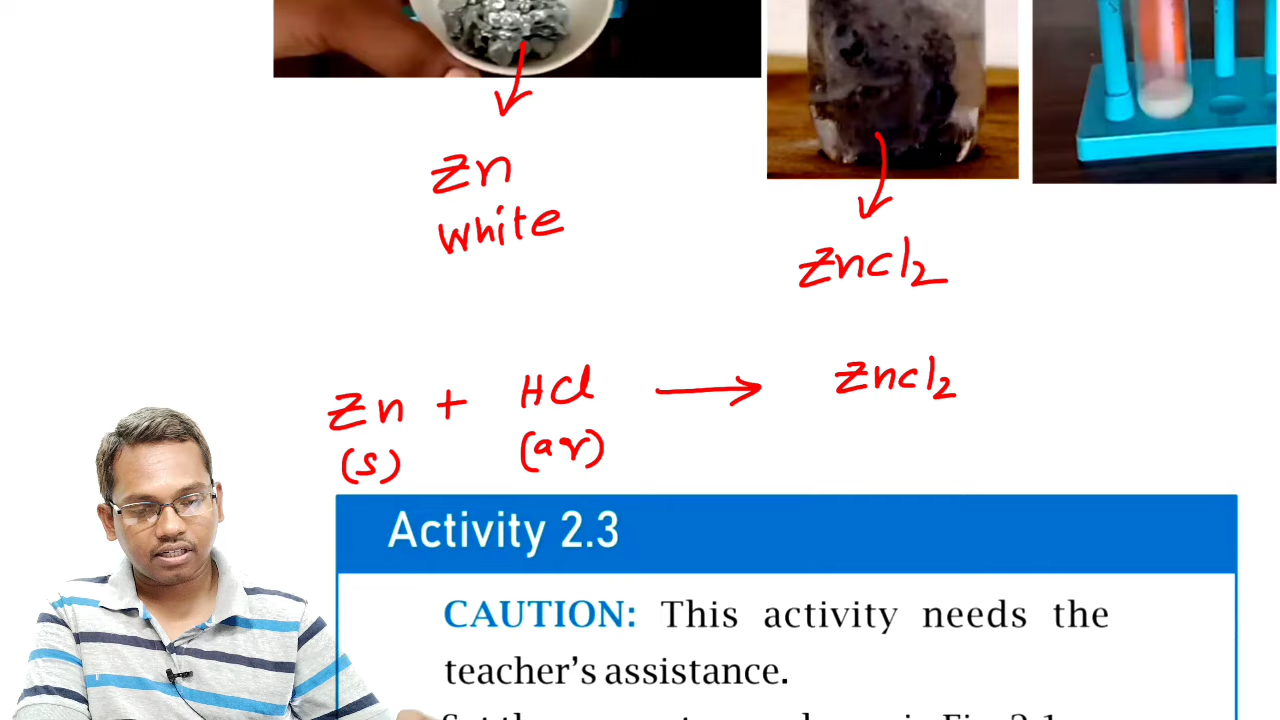 Zn
white
ZnCl2
Zn + HCl → ZnCl2
(s) (aq)
Activity 2.3
CAUTION: This activity needs the
teacher's assistance.